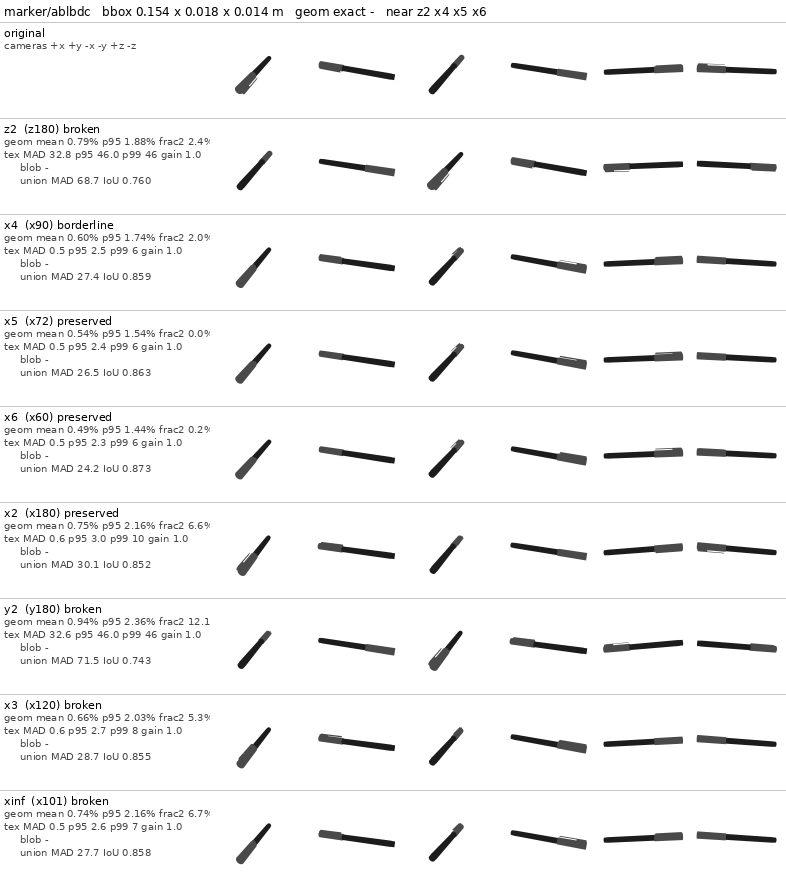 marker/ablbdc bbox 0.154 x 0.018 x 0.014 m geom exact - near z2 x4 x5 x6
original
cameras +x +y -x -y +z -z
z2 (z180) broken
geom mean 0.79% p95 1.88% frac2 2.4%
tex MAD 32.8 p95 46.0 p99 46 gain 1.0
blob -
union MAD 68.7 IoU 0.760
x4 (x90) borderline
geom mean 0.60% p95 1.74% frac2 2.0%
tex MAD 0.5 p95 2.5 p99 6 gain 1.0
blob -
union MAD 27.4 IoU 0.859
x5 (x72) preserved
geom mean 0.54% p95 1.54% frac2 0.0%
tex MAD 0.5 p95 2.4 p99 6 gain 1.0
blob -
union MAD 26.5 IoU 0.863
x6 (x60) preserved
geom mean 0.49% p95 1.44% frac2 0.2%
tex MAD 0.5 p95 2.3 p99 6 gain 1.0
blob -
union MAD 24.2 IoU 0.873
x2 (x180) preserved
geom mean 0.75% p95 2.16% frac2 6.6%
tex MAD 0.6 p95 3.0 p99 10 gain 1.0
blob -
union MAD 30.1 IoU 0.852
y2 (y180) broken
geom mean 0.94% p95 2.36% frac2 12.1
tex MAD 32.6 p95 46.0 p99 46 gain 1.0
blob -
union MAD 71.5 IoU 0.743
x3 (x120) broken
geom mean 0.66% p95 2.03% frac2 5.3%
tex MAD 0.6 p95 2.7 p99 8 gain 1.0
blob -
union MAD 28.7 IoU 0.855
xinf (x101) broken
geom mean 0.74% p95 2.16% frac2 6.7%
tex MAD 0.5 p95 2.6 p99 7 gain 1.0
blob -
union MAD 27.7 IoU 0.858